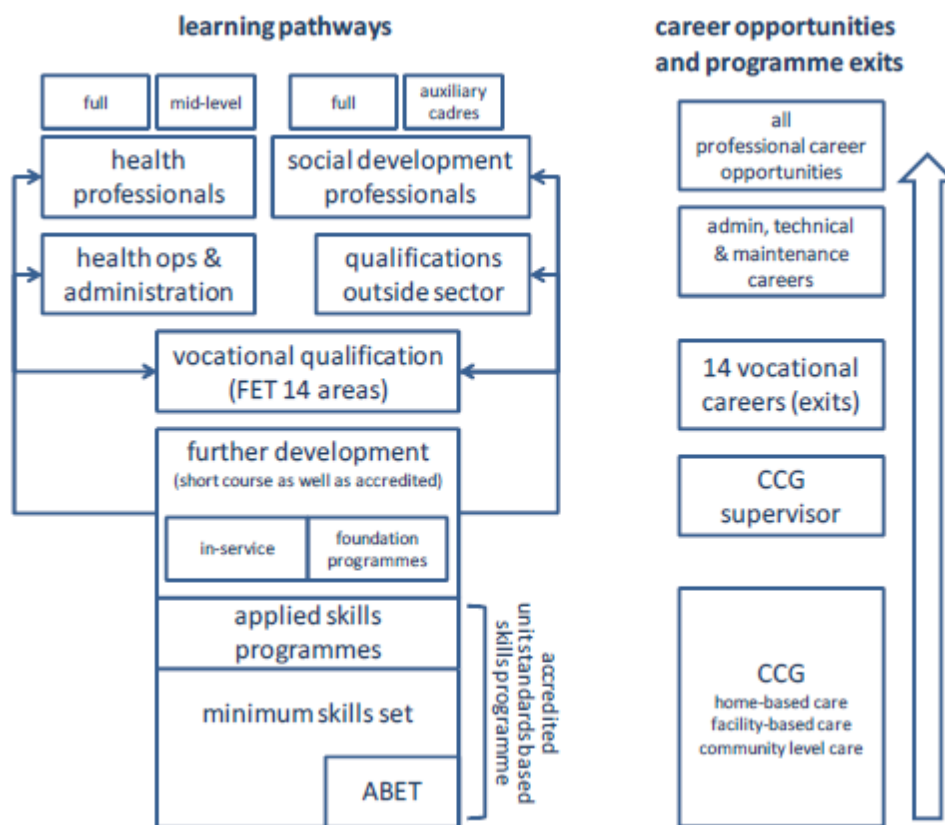 learning pathways
full
mid-level
full
auxiliary
cadres
health
professionals
social development
professionals
health ops &
administration
qualifications
outside sector
vocational qualification
(FET 14 areas)
further development
(short course as well as accredited)
in-service
foundation
programmes
applied skills
programmes
minimum skills set
ABET
accredited
unit standards based
skills programme
career opportunities
and programme exits
all
professional career
opportunities
admin, technical
& maintenance
careers
14 vocational
careers (exits)
CCG
supervisor
CCG
home-based care
facility-based care
community level care